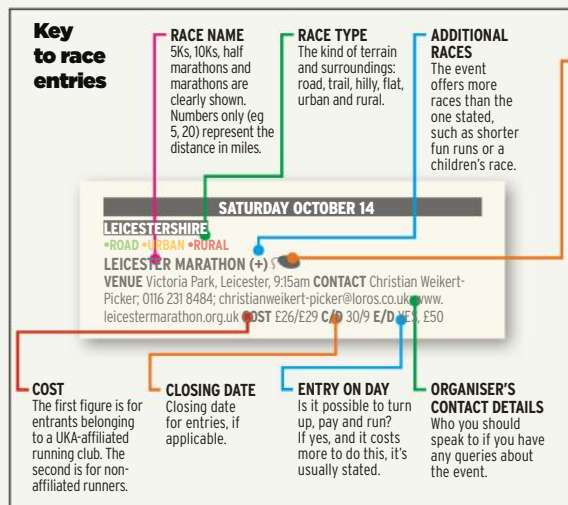 Key
to race
entries
RACE NAME
5Ks, 10Ks, half
marathons and
marathons are
clearly shown.
Numbers only (eg
5, 20) represent the
distance in miles.
RACE TYPE
The kind of terrain
and surroundings:
road, trail, hilly, flat,
urban and rural.
ADDITIONAL
RACES
The event
offers more
races than the
one stated,
such as shorter
fun runs or a
children's race.
SATURDAY OCTOBER 14
LEICESTERSHIRE
•ROAD •URBAN •RURAL
LEICESTER MARATHON (+)
VENUE Victoria Park, Leicester, 9:15am CONTACT Christian Weikert-
Picker; 0116 231 8484; christianweikert-picker@loros.co.uk; www.
leicestermarathon.org.uk COST £26/£29 C/D 30/9 E/D YES, £50
COST
The first figure is for
entrants belonging
to a UKA-affiliated
running club. The
second is for non-
affiliated runners.
CLOSING DATE
Closing date
for entries, if
applicable.
ENTRY ON DAY
Is it possible to turn
up, pay and run?
If yes, and it costs
more to do this, it's
usually stated.
ORGANISER'S
CONTACT DETAILS
Who you should
speak to if you have
any queries about
the event.